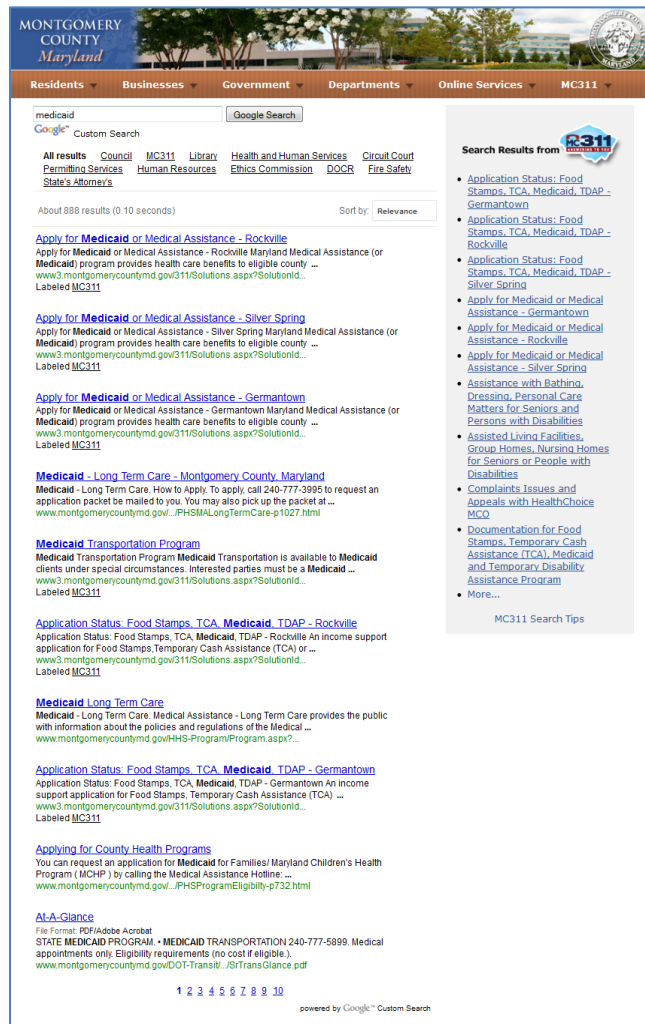 MONTGOMERY
COUNTY
Maryland
Residents Businesses Government Departments Online Services MC311
medicaid Google Search
Google™ Custom Search
All results Council MC311 Library Health and Human Services Circuit Court
Permitting Services Human Resources Ethics Commission DOCR Fire Safety
State's Attorney's
About 888 results (0.10 seconds) Sort by: Relevance
Apply for Medicaid or Medical Assistance - Rockville
Apply for Medicaid or Medical Assistance - Rockville Maryland Medical Assistance (or
Medicaid) program provides health care benefits to eligible county ...
www3.montgomerycountymd.gov/311/Solutions.aspx?SolutionId...
Labeled MC311
Apply for Medicaid or Medical Assistance - Silver Spring
Apply for Medicaid or Medical Assistance - Silver Spring Maryland Medical Assistance (or
Medicaid) program provides health care benefits to eligible county ...
www3.montgomerycountymd.gov/311/Solutions.aspx?SolutionId...
Labeled MC311
Apply for Medicaid or Medical Assistance - Germantown
Apply for Medicaid or Medical Assistance - Germantown Maryland Medical Assistance (or
Medicaid) program provides health care benefits to eligible county ...
www3.montgomerycountymd.gov/311/Solutions.aspx?SolutionId...
Labeled MC311
Medicaid - Long Term Care - Montgomery County, Maryland
Medicaid - Long Term Care. How to Apply. To apply, call 240-777-3995 to request an
application packet be mailed to you. You may also pick up the packet at ...
www.montgomerycountymd.gov/.../PHSMALongTermCare-p1027.html
Medicaid Transportation Program
Medicaid Transportation Program Medicaid Transportation is available to Medicaid
clients under special circumstances. Interested parties must be a Medicaid ...
www3.montgomerycountymd.gov/311/Solutions.aspx?SolutionId...
Labeled MC311
Application Status: Food Stamps, TCA, Medicaid, TDAP - Rockville
Application Status: Food Stamps, TCA, Medicaid, TDAP - Rockville An income support
application for Food Stamps,Temporary Cash Assistance (TCA) or ...
www3.montgomerycountymd.gov/311/Solutions.aspx?SolutionId...
Labeled MC311
Medicaid Long Term Care
Medicaid - Long Term Care. Medical Assistance - Long Term Care provides the public
with information about the policies and regulations of the Medical ...
www.montgomerycountymd.gov/HHS-Program/Program.aspx?...
Application Status: Food Stamps, TCA, Medicaid, TDAP - Germantown
Application Status: Food Stamps, TCA, Medicaid, TDAP - Germantown An income
support application for Food Stamps, Temporary Cash Assistance (TCA) ...
www3.montgomerycountymd.gov/311/Solutions.aspx?SolutionId...
Labeled MC311
Applying for County Health Programs
You can request an application for Medicaid for Families/ Maryland Children's Health
Program ( MCHP ) by calling the Medical Assistance Hotline: ...
www.montgomerycountymd.gov/.../PHSProgramEligibilty-p732.html
At-A-Glance
File Format: PDF/Adobe Acrobat
STATE MEDICAID PROGRAM. • MEDICAID TRANSPORTATION 240-777-5899. Medical
appointments only. Eligibility requirements (no cost if eligible.).
www.montgomerycountymd.gov/DOT-Transit/.../SrTransGlance.pdf
1 2 3 4 5 6 7 8 9 10
powered by Google™ Custom Search
Search Results from MC311
ANSWERING TO YOU
• Application Status: Food
Stamps, TCA, Medicaid, TDAP -
Germantown
• Application Status: Food
Stamps, TCA, Medicaid, TDAP -
Rockville
• Application Status: Food
Stamps, TCA, Medicaid, TDAP -
Silver Spring
• Apply for Medicaid or Medical
Assistance - Germantown
• Apply for Medicaid or Medical
Assistance - Rockville
• Apply for Medicaid or Medical
Assistance - Silver Spring
• Assistance with Bathing,
Dressing, Personal Care
Matters for Seniors and
Persons with Disabilities
• Assisted Living Facilities,
Group Homes, Nursing Homes
for Seniors or People with
Disabilities
• Complaints Issues and
Appeals with HealthChoice
MCO
• Documentation for Food
Stamps, Temporary Cash
Assistance (TCA), Medicaid
and Temporary Disability
Assistance Program
• More...
MC311 Search Tips